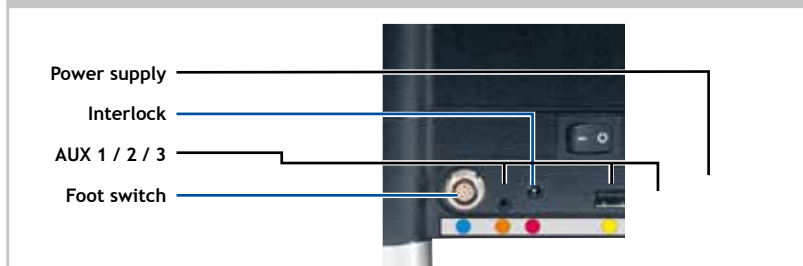 Power supply
Interlock
AUX 1 / 2 / 3
Foot switch